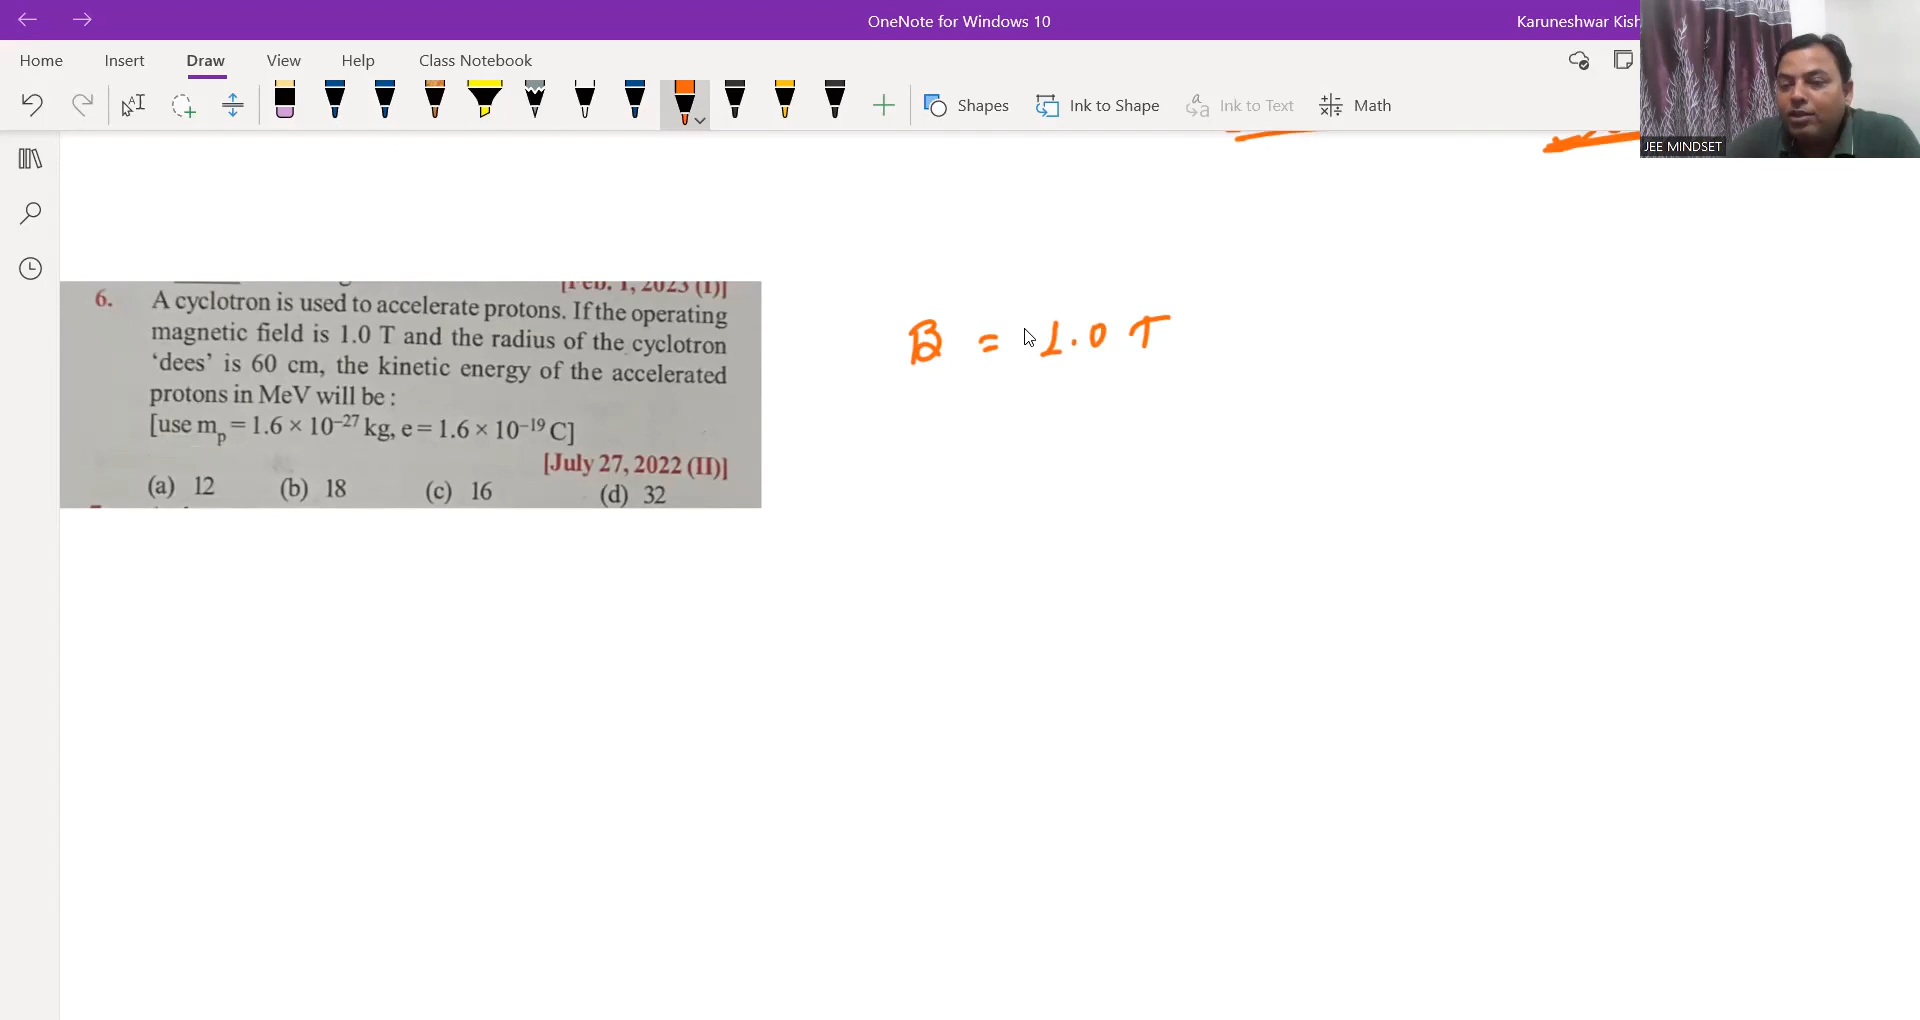 OneNote for Windows 10
Karuneshwar Kish
Home Insert Draw View Help Class Notebook
Shapes Ink to Shape Ink to Text Math
JEE MINDSET
[Feb. 1, 2023 (I)]
6. A cyclotron is used to accelerate protons. If the operating
magnetic field is 1.0 T and the radius of the cyclotron
‘dees’ is 60 cm, the kinetic energy of the accelerated
protons in MeV will be :
[use mₚ = 1.6 × 10⁻²⁷ kg, e = 1.6 × 10⁻¹⁹ C]
[July 27, 2022 (II)]
(a) 12 (b) 18 (c) 16 (d) 32
B = 1.0 T